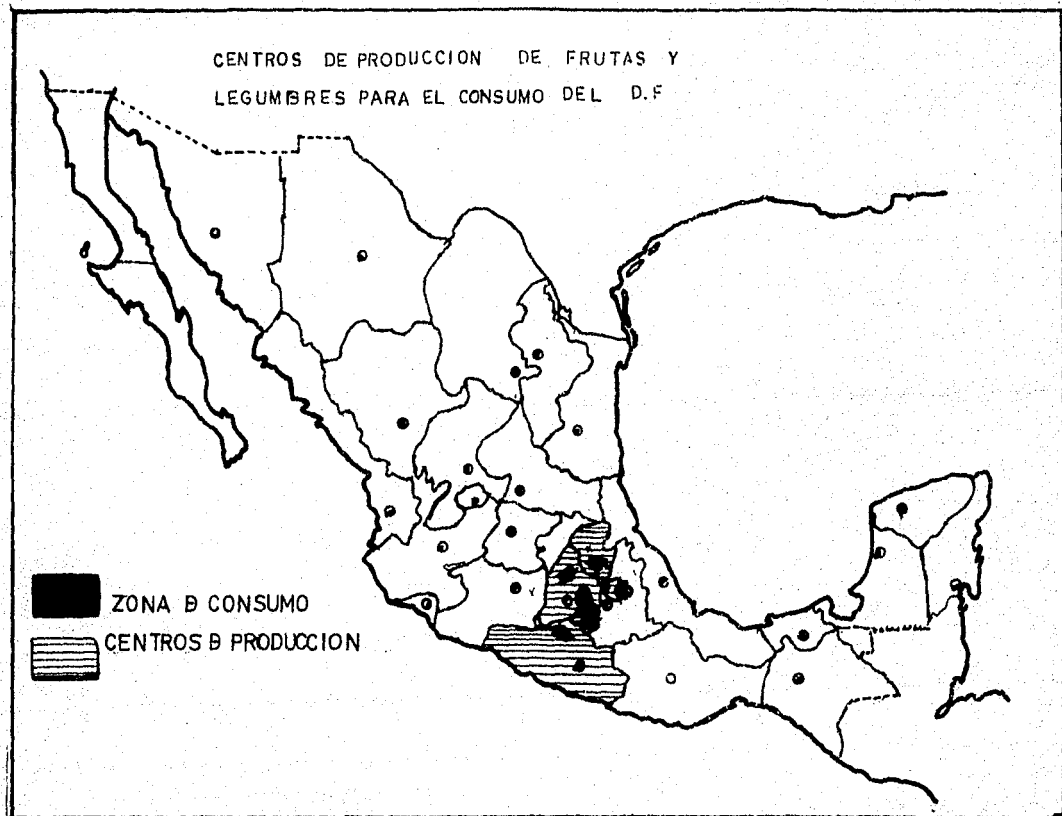 CENTROS DE PRODUCCION DE FRUTAS Y
LEGUMBRES PARA EL CONSUMO DEL D.F
ZONA D CONSUMO
CENTROS D PRODUCCION